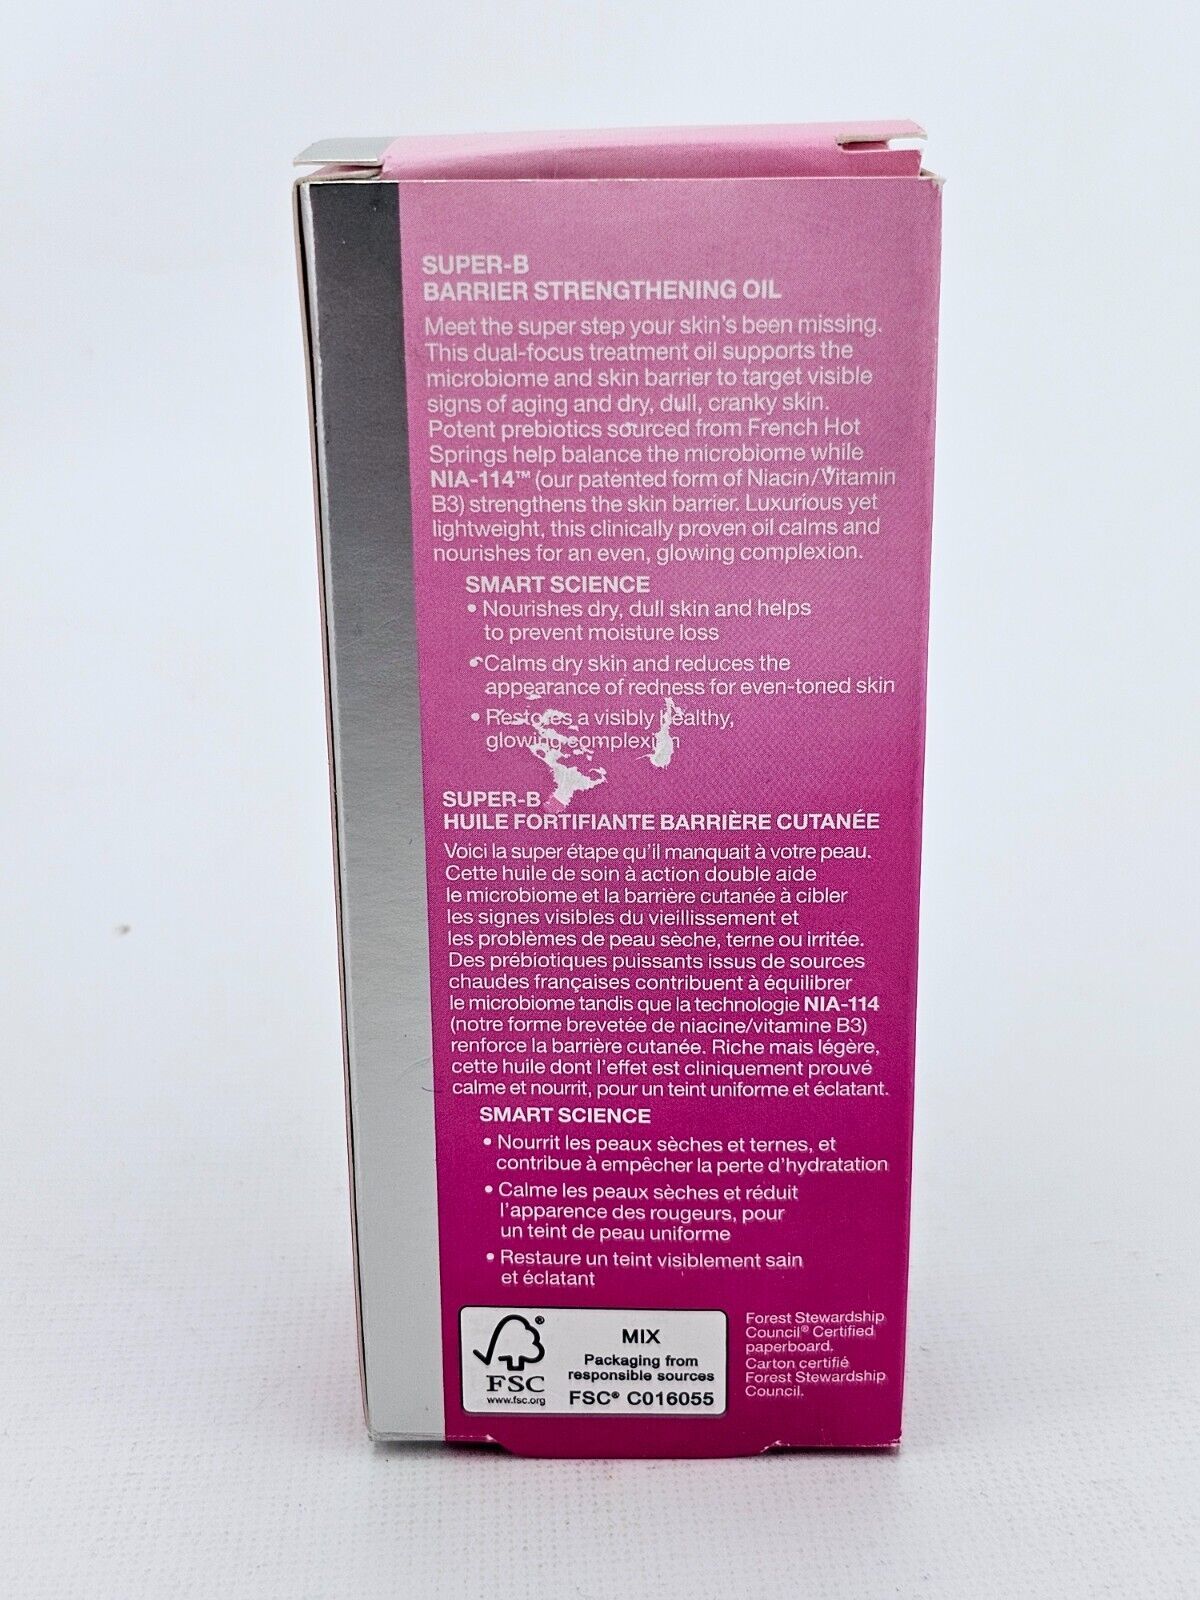 SUPER-B
BARRIER STRENGTHENING OIL
Meet the super step your skin's been missing.
This dual-focus treatment oil supports the
microbiome and skin barrier to target visible
signs of aging and dry, dull, cranky skin.
Potent prebiotics sourced from French Hot
Springs help balance the microbiome while
NIA-114™ (our patented form of Niacin/Vitamin
B3) strengthens the skin barrier. Luxurious yet
lightweight, this clinically proven oil calms and
nourishes for an even, glowing complexion.
SMART SCIENCE
• Nourishes dry, dull skin and helps
to prevent moisture loss
• Calms dry skin and reduces the
appearance of redness for even-toned skin
• Restores a visibly healthy,
glowing complexion
SUPER-B
HUILE FORTIFIANTE BARRIÈRE CUTANÉE
Voici la super étape qu'il manquait à votre peau.
Cette huile de soin à action double aide
le microbiome et la barrière cutanée à cibler
les signes visibles du vieillissement et
les problèmes de peau sèche, terne ou irritée.
Des prébiotiques puissants issus de sources
chaudes françaises contribuent à équilibrer
le microbiome tandis que la technologie NIA-114
(notre forme brevetée de niacine/vitamine B3)
renforce la barrière cutanée. Riche mais légère,
cette huile dont l'effet est cliniquement prouvé
calme et nourrit, pour un teint uniforme et éclatant.
SMART SCIENCE
• Nourrit les peaux sèches et ternes, et
contribue à empêcher la perte d'hydratation
• Calme les peaux sèches et réduit
l'apparence des rougeurs, pour
un teint de peau uniforme
• Restaure un teint visiblement sain
et éclatant
®
FSC
www.fsc.org
MIX
Packaging from
responsible sources
FSC® C016055
Forest Stewardship
Council® Certified
paperboard.
Carton certifié
Forest Stewardship
Council.